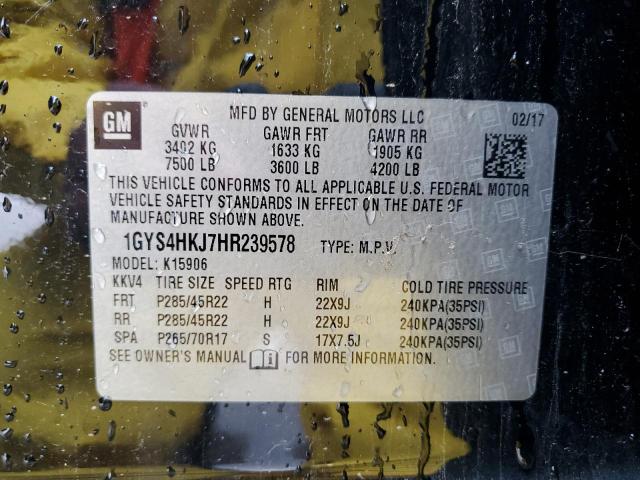 GM MFD BY GENERAL MOTORS LLC 02/17
GVWR GAWR FRT GAWR RR
3402 KG 1633 KG 1905 KG
7500 LB 3600 LB 4200 LB
THIS VEHICLE CONFORMS TO ALL APPLICABLE U.S. FEDERAL MOTOR
VEHICLE SAFETY STANDARDS IN EFFECT ON THE DATE OF
MANUFACTURE SHOWN ABOVE.
1GYS4HKJ7HR239578 TYPE: M.P.V.
MODEL: K15906
KKV4 TIRE SIZE SPEED RTG RIM COLD TIRE PRESSURE
FRT P285/45R22 H 22X9J 240KPA(35PSI)
RR P285/45R22 H 22X9J 240KPA(35PSI)
SPA P265/70R17 S 17X7.5J 240KPA(35PSI)
SEE OWNER'S MANUAL FOR MORE INFORMATION.